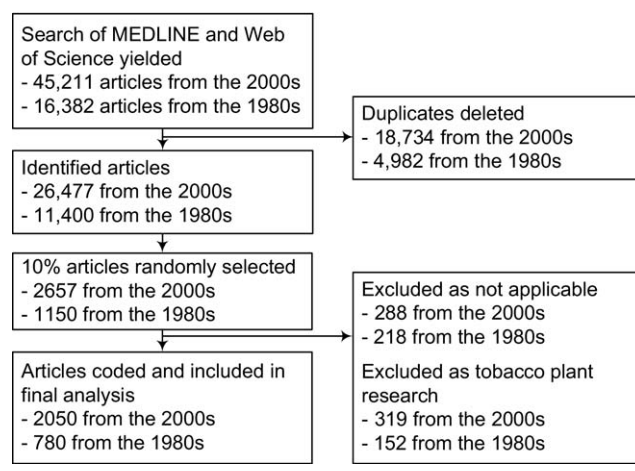 Search of MEDLINE and Web
of Science yielded
- 45,211 articles from the 2000s
- 16,382 articles from the 1980s
Duplicates deleted
- 18,734 from the 2000s
- 4,982 from the 1980s
Identified articles
- 26,477 from the 2000s
- 11,400 from the 1980s
10% articles randomly selected
- 2657 from the 2000s
- 1150 from the 1980s
Excluded as not applicable
- 288 from the 2000s
- 218 from the 1980s
Excluded as tobacco plant
research
- 319 from the 2000s
- 152 from the 1980s
Articles coded and included in
final analysis
- 2050 from the 2000s
- 780 from the 1980s